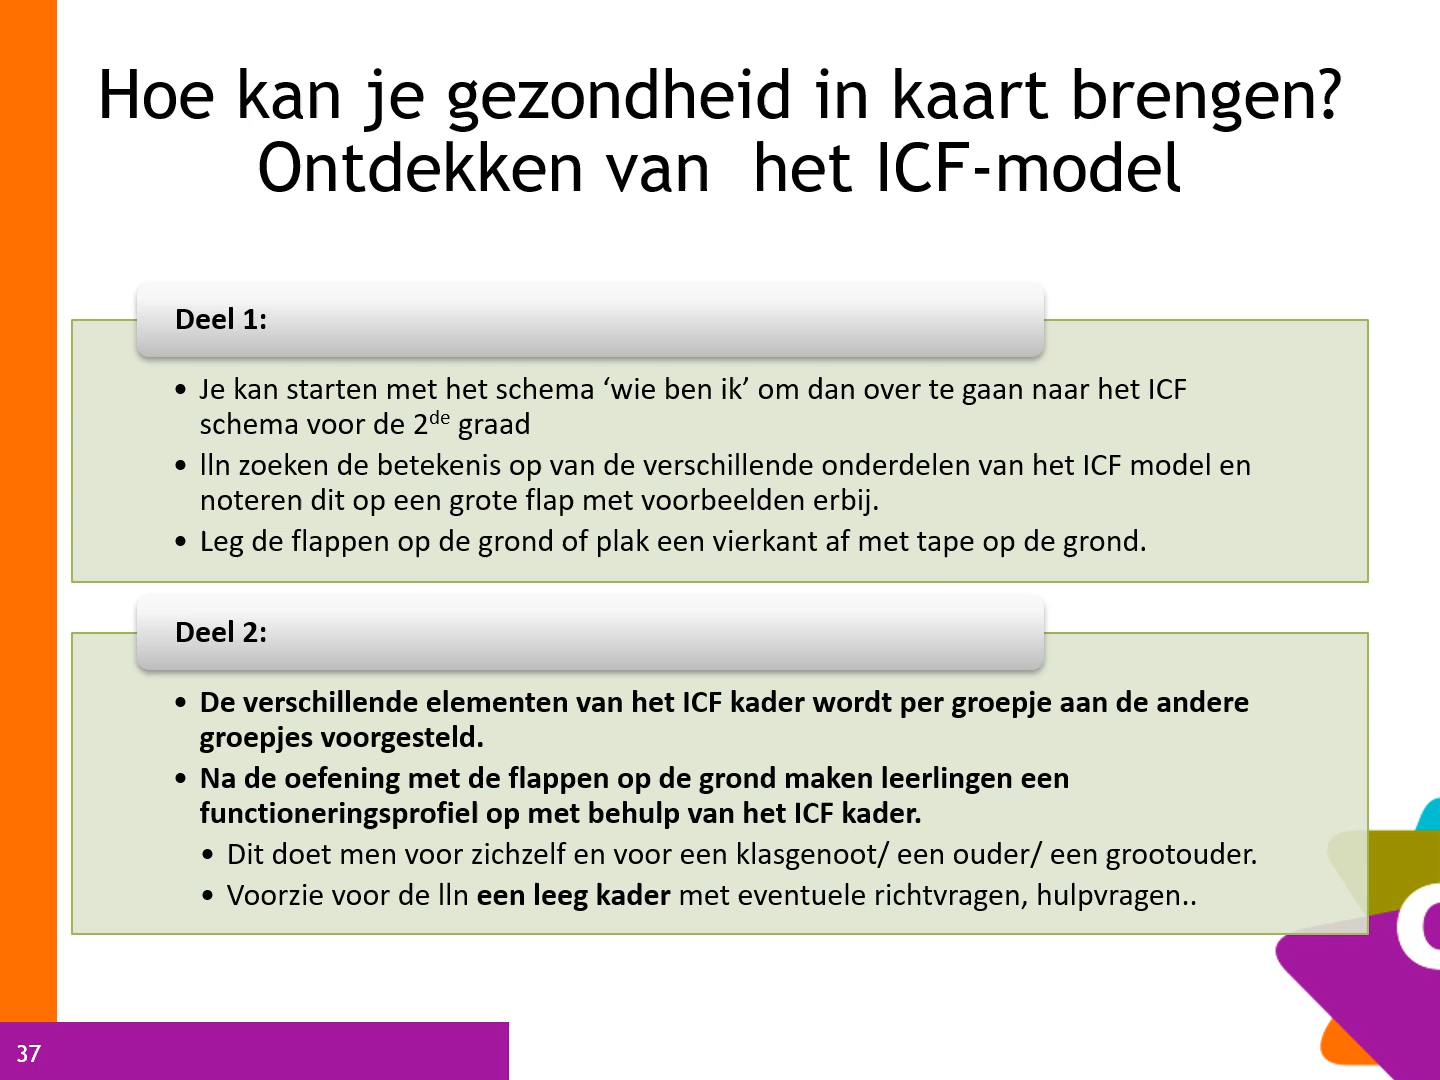 Hoe kan je gezondheid in kaart brengen?
Ontdekken van  het ICF-model
Deel 1:
• Je kan starten met het schema ‘wie ben ik’ om dan over te gaan naar het ICF
schema voor de 2de graad
• lln zoeken de betekenis op van de verschillende onderdelen van het ICF model en
noteren dit op een grote flap met voorbeelden erbij.
• Leg de flappen op de grond of plak een vierkant af met tape op de grond.
Deel 2:
• De verschillende elementen van het ICF kader wordt per groepje aan de andere
groepjes voorgesteld.
• Na de oefening met de flappen op de grond maken leerlingen een
functioneringsprofiel op met behulp van het ICF kader.
• Dit doet men voor zichzelf en voor een klasgenoot/ een ouder/ een grootouder.
• Voorzie voor de lln een leeg kader met eventuele richtvragen, hulpvragen..
37